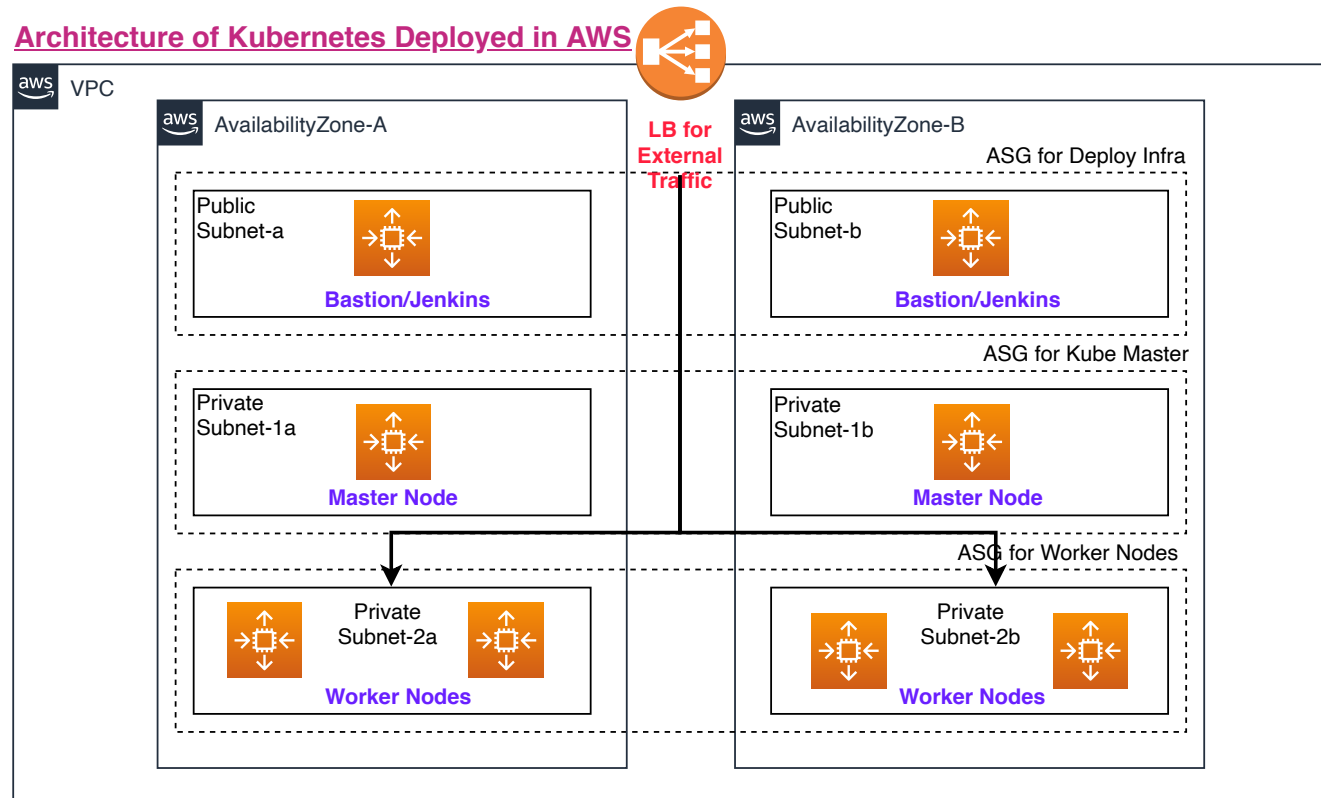 Architecture of Kubernetes Deployed in AWS
aws
VPC
aws
AvailabilityZone-A
LB for
External
Traffic
aws
AvailabilityZone-B
ASG for Deploy Infra
Public
Subnet-a
Bastion/Jenkins
Public
Subnet-b
Bastion/Jenkins
ASG for Kube Master
Private
Subnet-1a
Master Node
Private
Subnet-1b
Master Node
ASG for Worker Nodes
Private
Subnet-2a
Worker Nodes
Private
Subnet-2b
Worker Nodes